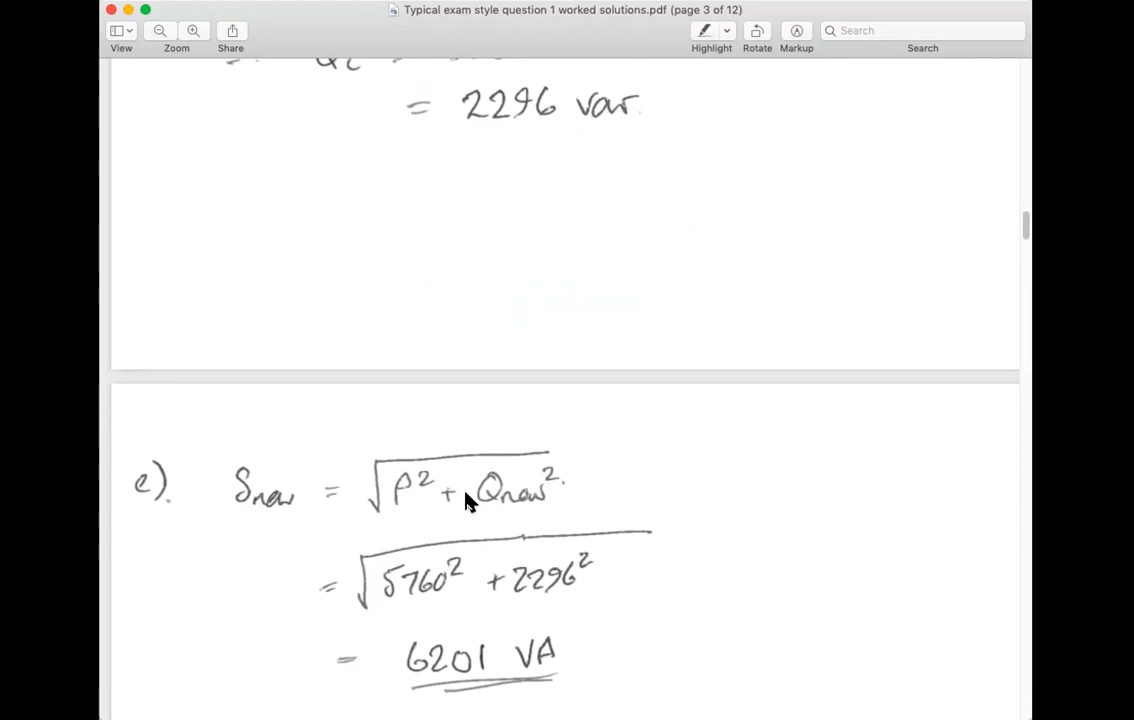 Typical exam style question 1 worked solutions.pdf (page 3 of 12)
View Zoom Share Highlight Rotate Markup Search
Search
= 2296 var.
e). Snew = √P² + Qnew².
= √5760² + 2296²
= 6201 VA